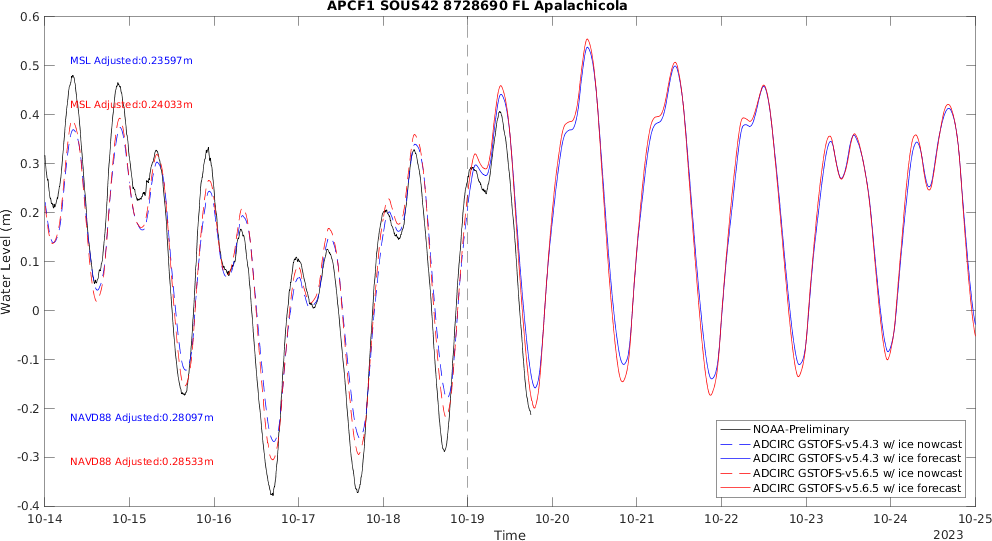 APCF1 SOUS42 8728690 FL Apalachicola
0.6
0.5
0.4
0.3
0.2
0.1
0
-0.1
-0.2
-0.3
-0.4
Water Level (m)
MSL Adjusted:0.23597m
MSL Adjusted:0.24033m
NAVD88 Adjusted:0.28097m
NAVD88 Adjusted:0.28533m
NOAA-Preliminary
ADCIRC GSTOFS-v5.4.3 w/ ice nowcast
ADCIRC GSTOFS-v5.4.3 w/ ice forecast
ADCIRC GSTOFS-v5.6.5 w/ ice nowcast
ADCIRC GSTOFS-v5.6.5 w/ ice forecast
10-14 10-15 10-16 10-17 10-18 10-19 10-20 10-21 10-22 10-23 10-24 10-25
Time
2023